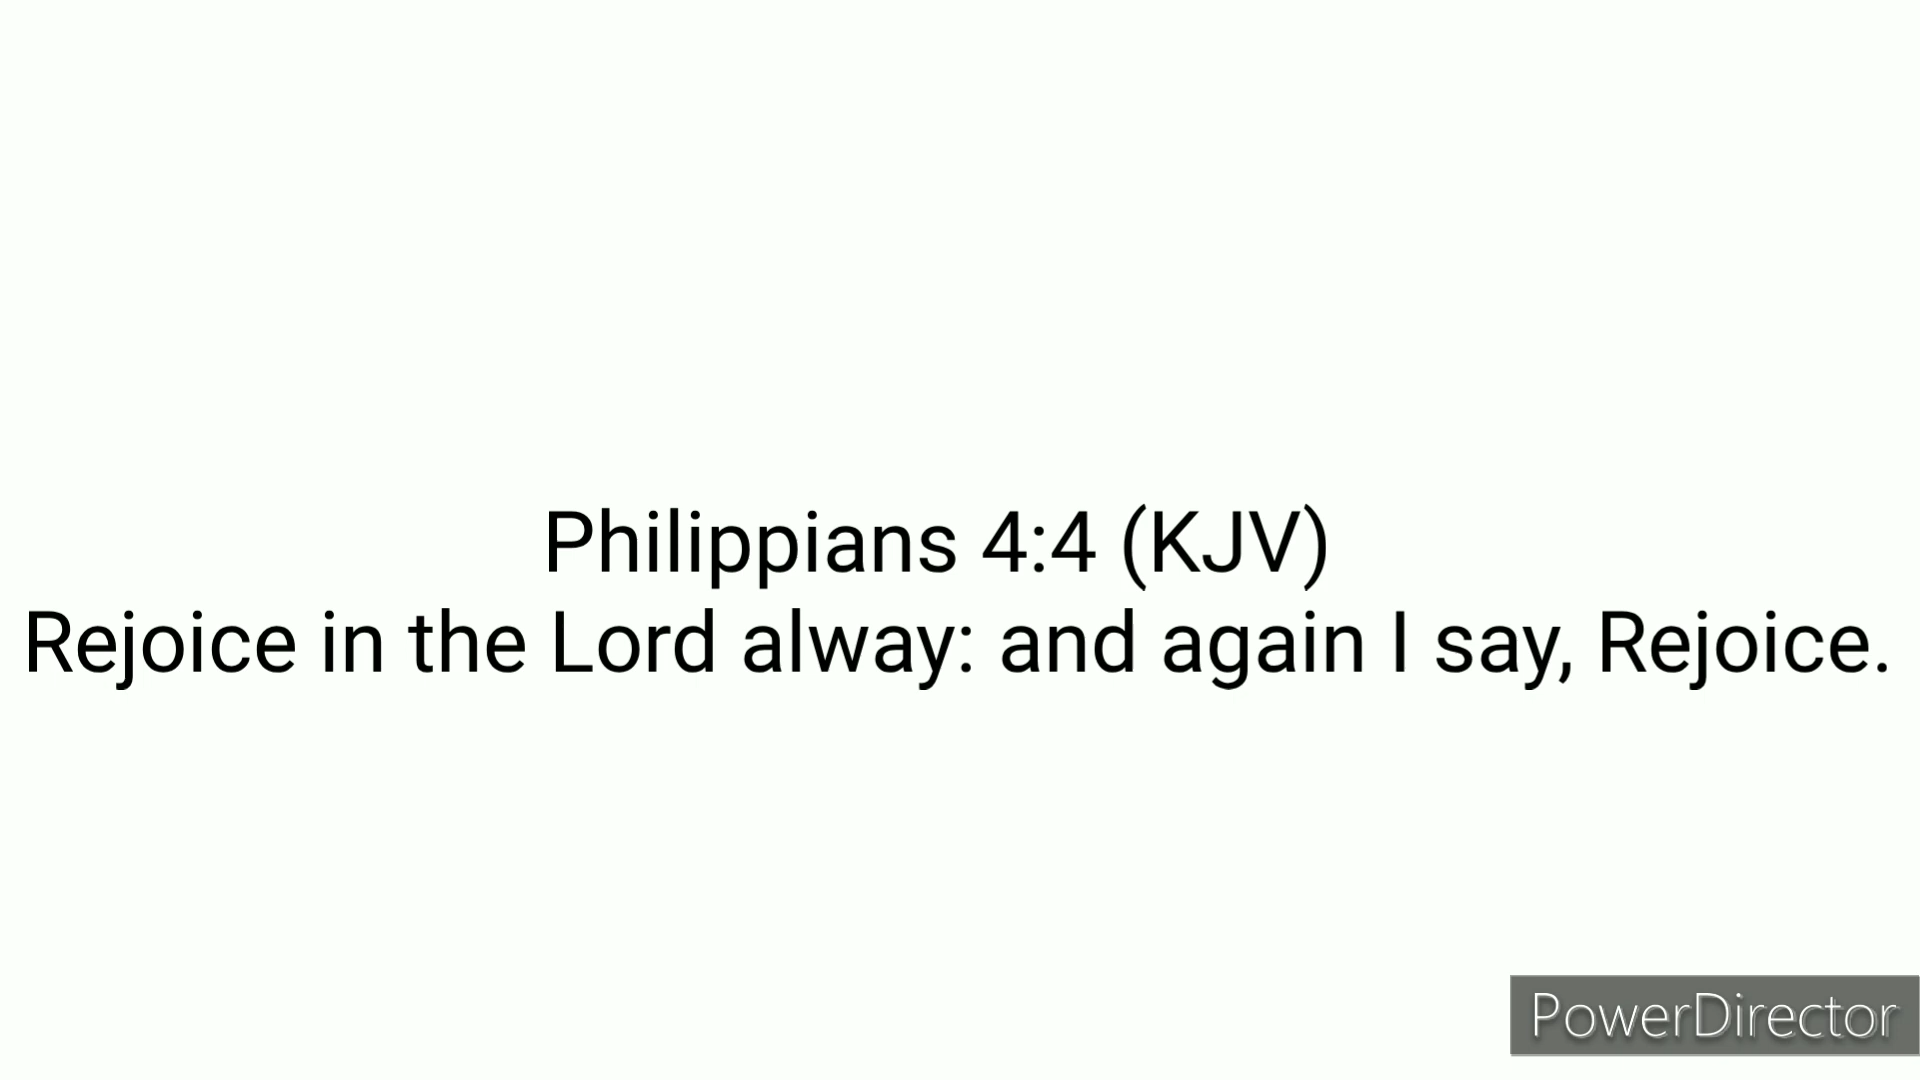 Philippians 4:4 (KJV)
Rejoice in the Lord alway: and again I say, Rejoice.
PowerDirector